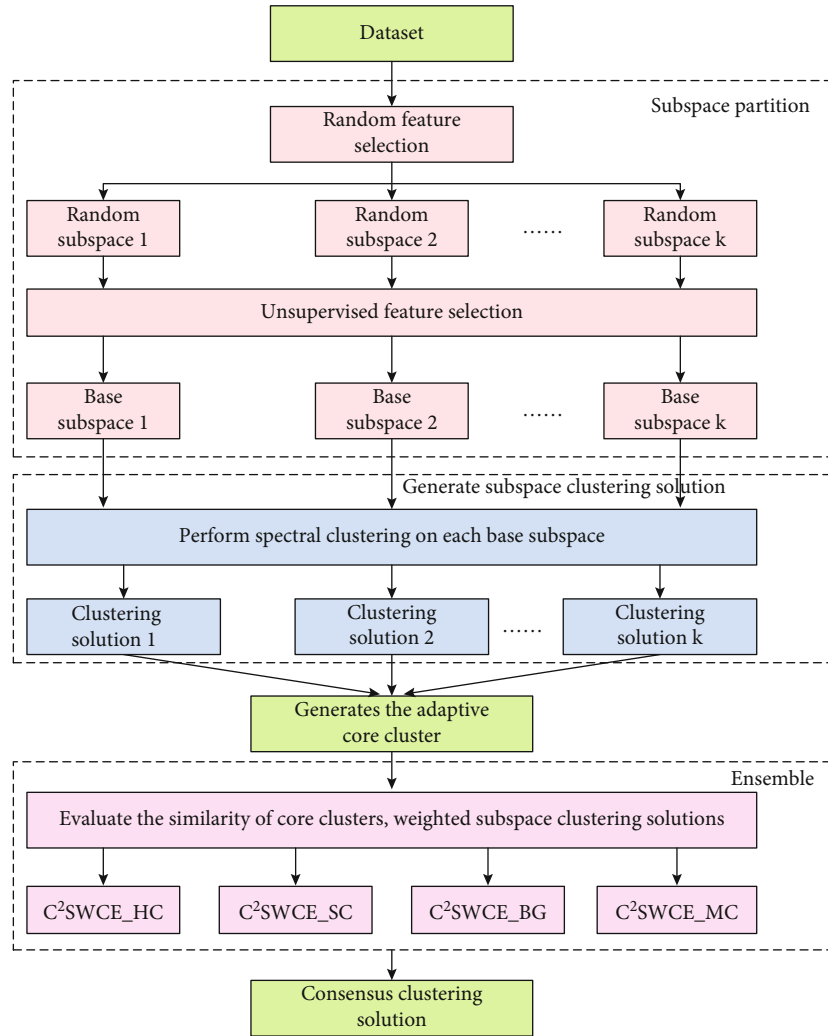 Dataset
Subspace partition
Random feature
selection
Random
subspace 1
Random
subspace 2
......
Random
subspace k
Unsupervised feature selection
Base
subspace 1
Base
subspace 2
......
Base
subspace k
Generate subspace clustering solution
Perform spectral clustering on each base subspace
Clustering
solution 1
Clustering
solution 2
......
Clustering
solution k
Generates the adaptive
core cluster
Ensemble
Evaluate the similarity of core clusters, weighted subspace clustering solutions
C²SWCE_HC
C²SWCE_SC
C²SWCE_BG
C²SWCE_MC
Consensus clustering
solution